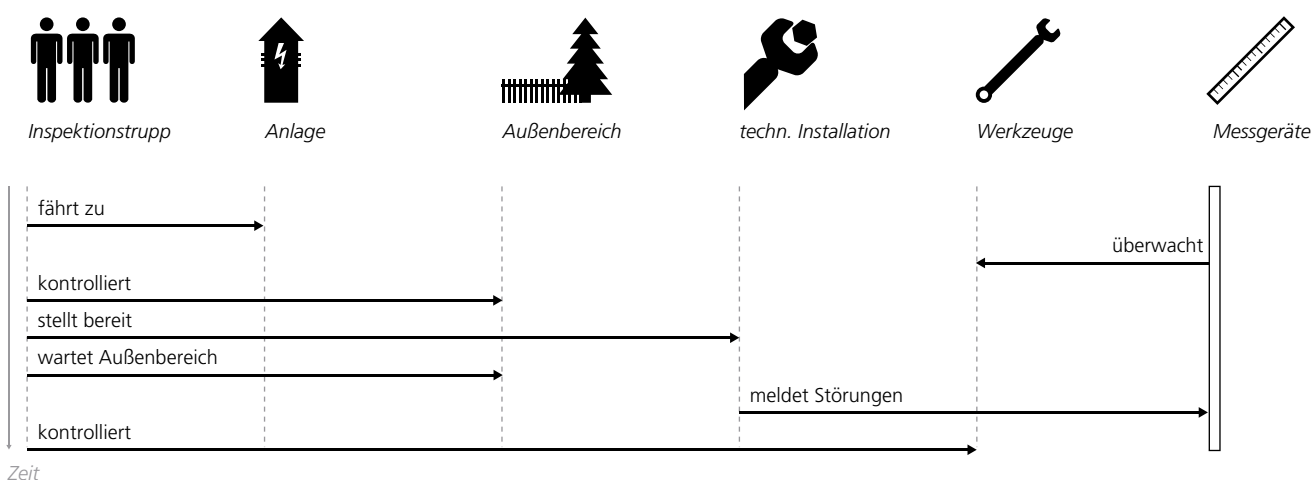 Inspektionstrupp
Anlage
Außenbereich
techn. Installation
Werkzeuge
Messgeräte
fährt zu
überwacht
kontrolliert
stellt bereit
wartet Außenbereich
meldet Störungen
kontrolliert
Zeit